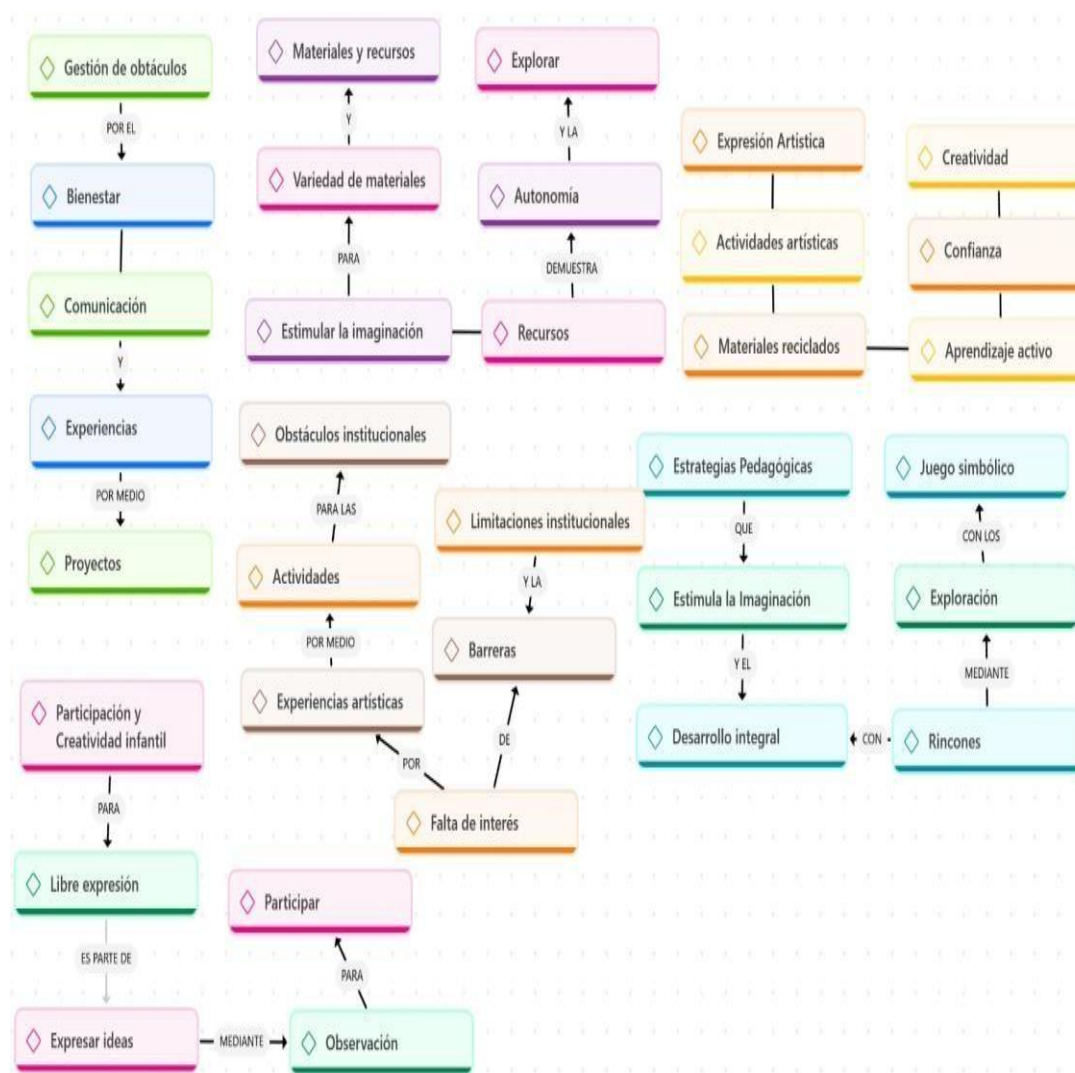 Gestión de obtáculos
POR EL
Bienestar
Comunicación
Y
Experiencias
POR MEDIO
Proyectos
Materiales y recursos
Y
Variedad de materiales
PARA
Estimular la imaginación
Explorar
Y LA
Autonomía
DEMUESTRA
Recursos
Expresión Artística
Actividades artísticas
Materiales reciclados
Creatividad
Confianza
Aprendizaje activo
Obstáculos institucionales
PARA LAS
Actividades
POR MEDIO
Experiencias artísticas
POR
Limitaciones institucionales
Y LA
Barreras
DE
Falta de interés
Estrategias Pedagógicas
QUE
Estimula la Imaginación
Y EL
Desarrollo integral
CON
Juego simbólico
CON LOS
Exploración
MEDIANTE
Rincones
Participación y
Creatividad infantil
PARA
Libre expresión
ES PARTE DE
Expresar ideas
MEDIANTE
Participar
PARA
Observación